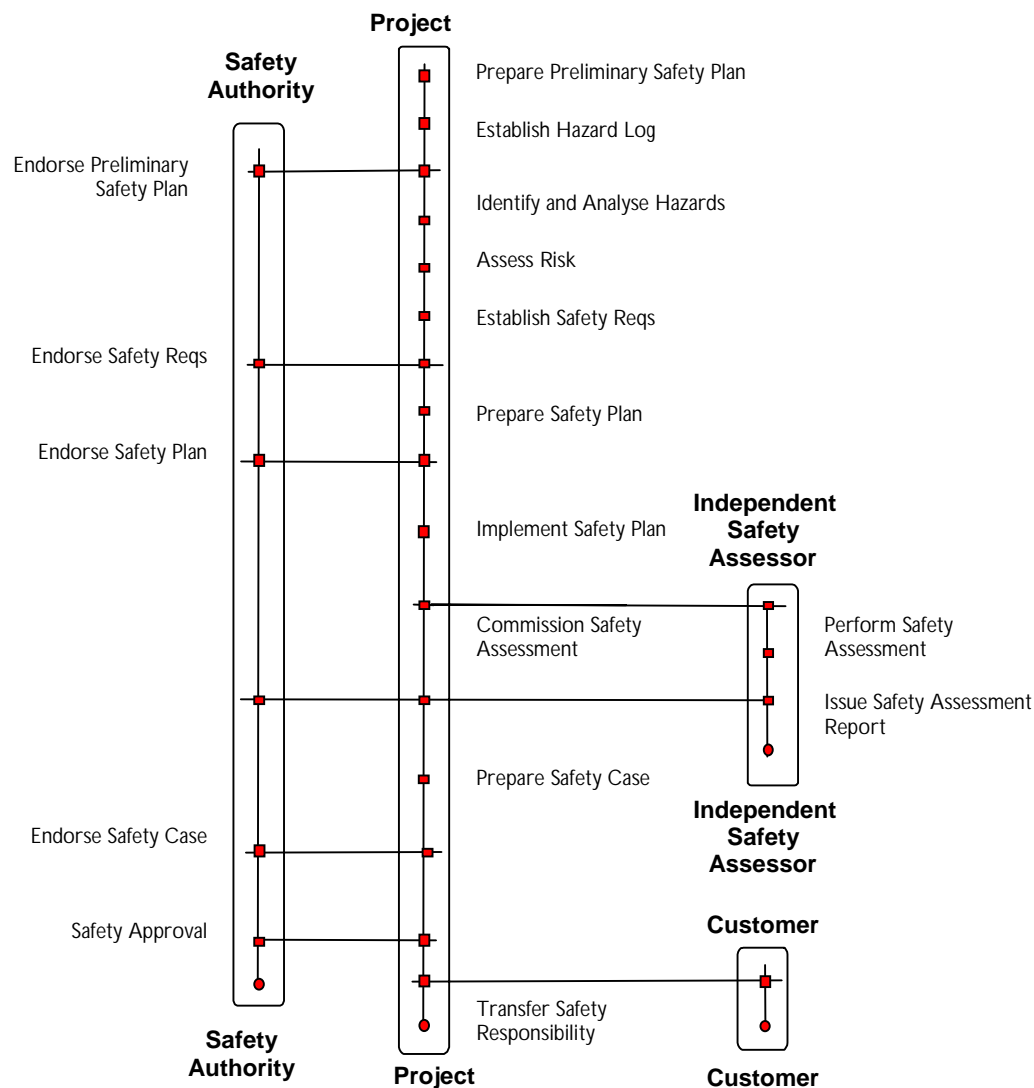 Project
Safety
Authority
Prepare Preliminary Safety Plan
Establish Hazard Log
Endorse Preliminary
Safety Plan
Identify and Analyse Hazards
Assess Risk
Establish Safety Reqs
Endorse Safety Reqs
Prepare Safety Plan
Endorse Safety Plan
Implement Safety Plan
Independent
Safety
Assessor
Commission Safety
Assessment
Perform Safety
Assessment
Issue Safety Assessment
Report
Prepare Safety Case
Independent
Safety
Assessor
Endorse Safety Case
Safety Approval
Customer
Transfer Safety
Responsibility
Safety
Authority
Project
Customer